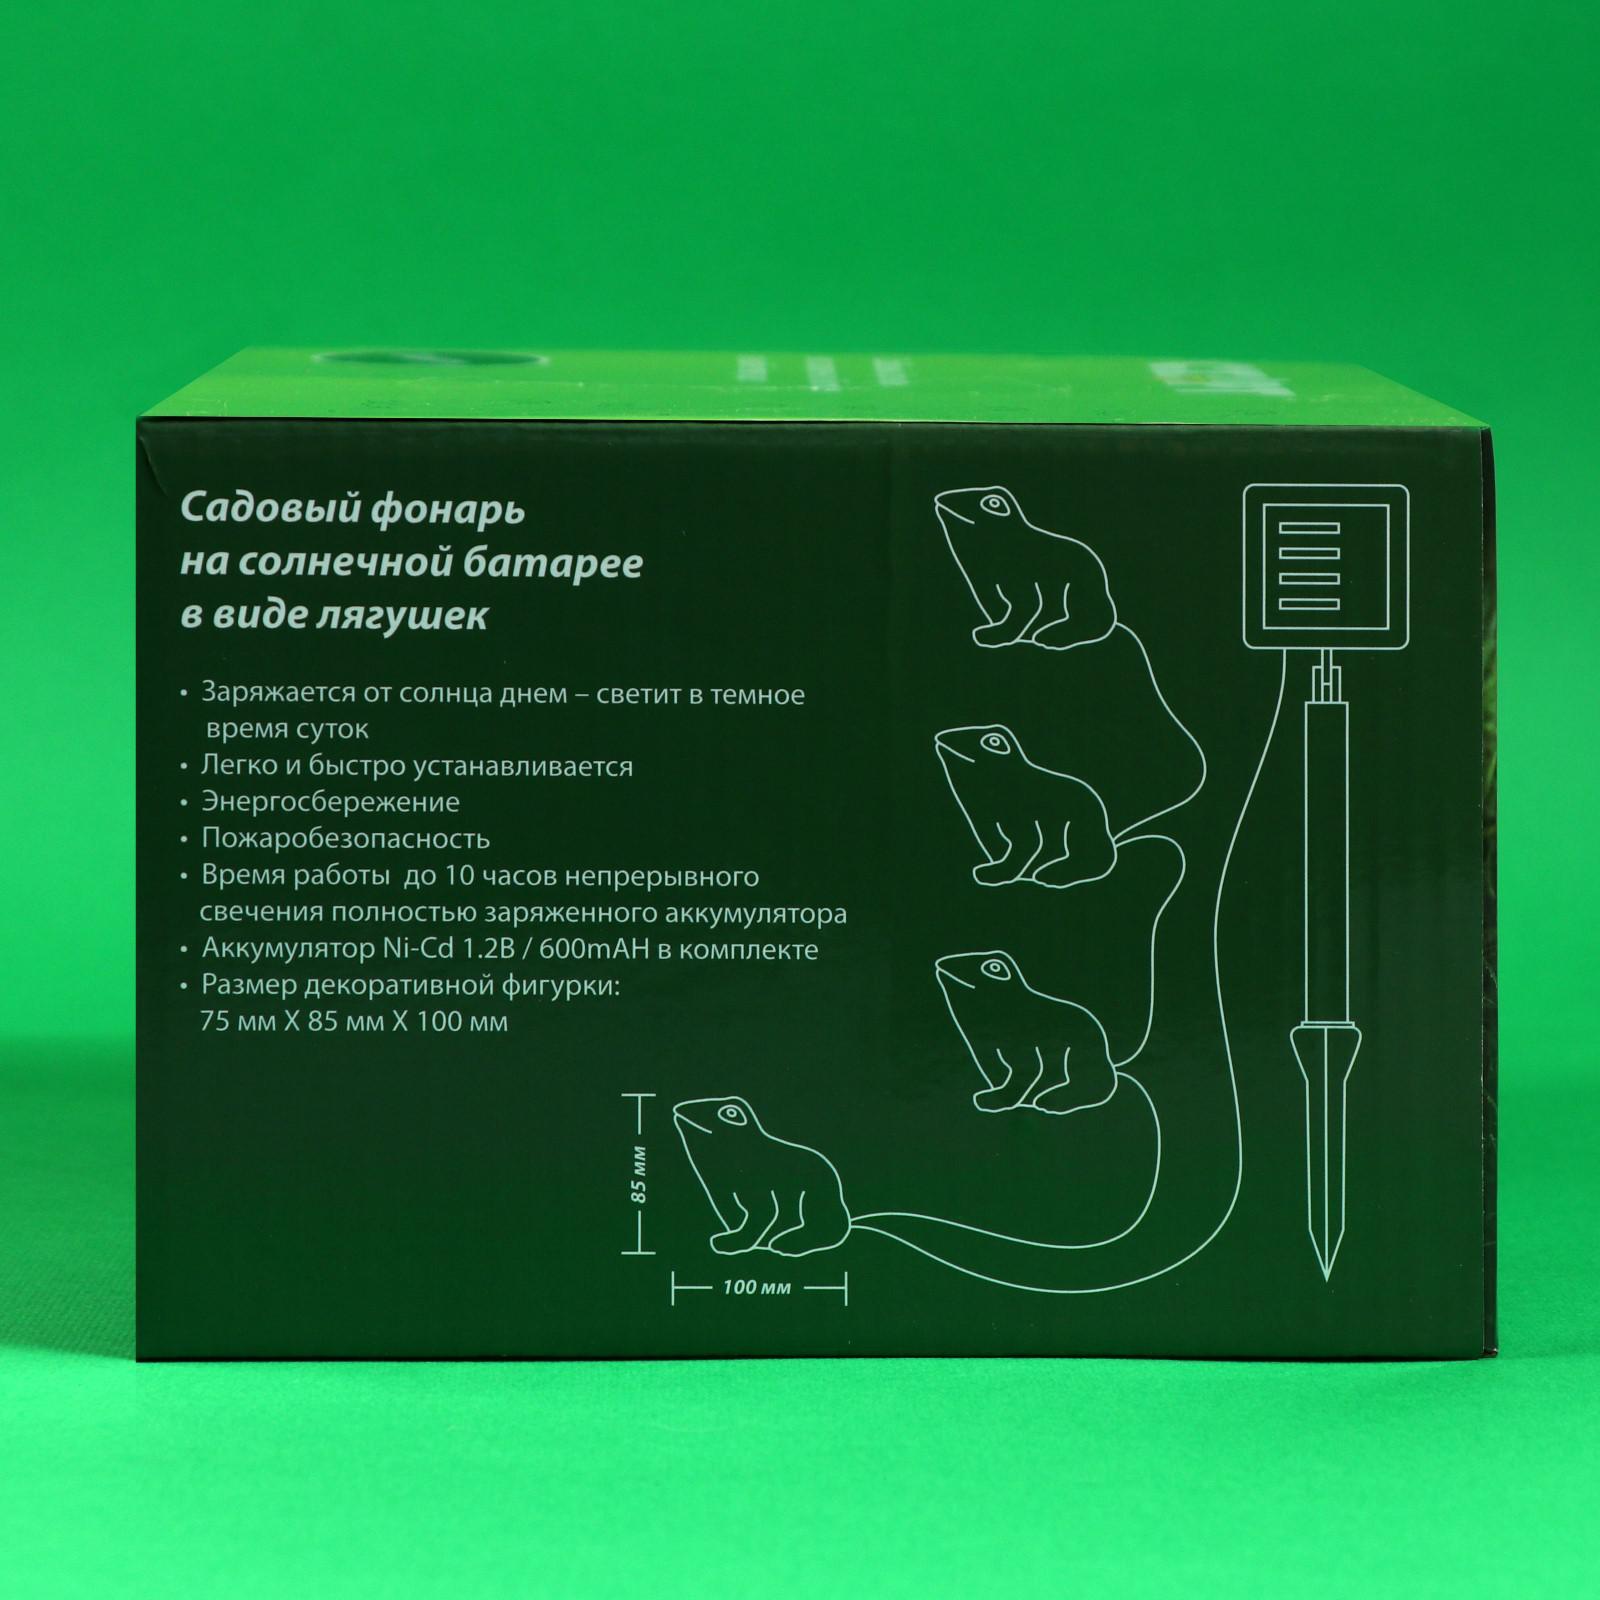 Садовый фонарь
на солнечной батарее
в виде лягушек
• Заряжается от солнца днем – светит в темное
время суток
• Легко и быстро устанавливается
• Энергосбережение
• Пожаробезопасность
• Время работы до 10 часов непрерывного
свечения полностью заряженного аккумулятора
• Аккумулятор Ni-Cd 1.2В / 600mAH в комплекте
• Размер декоративной фигурки:
75 мм X 85 мм X 100 мм
85 мм
100 мм